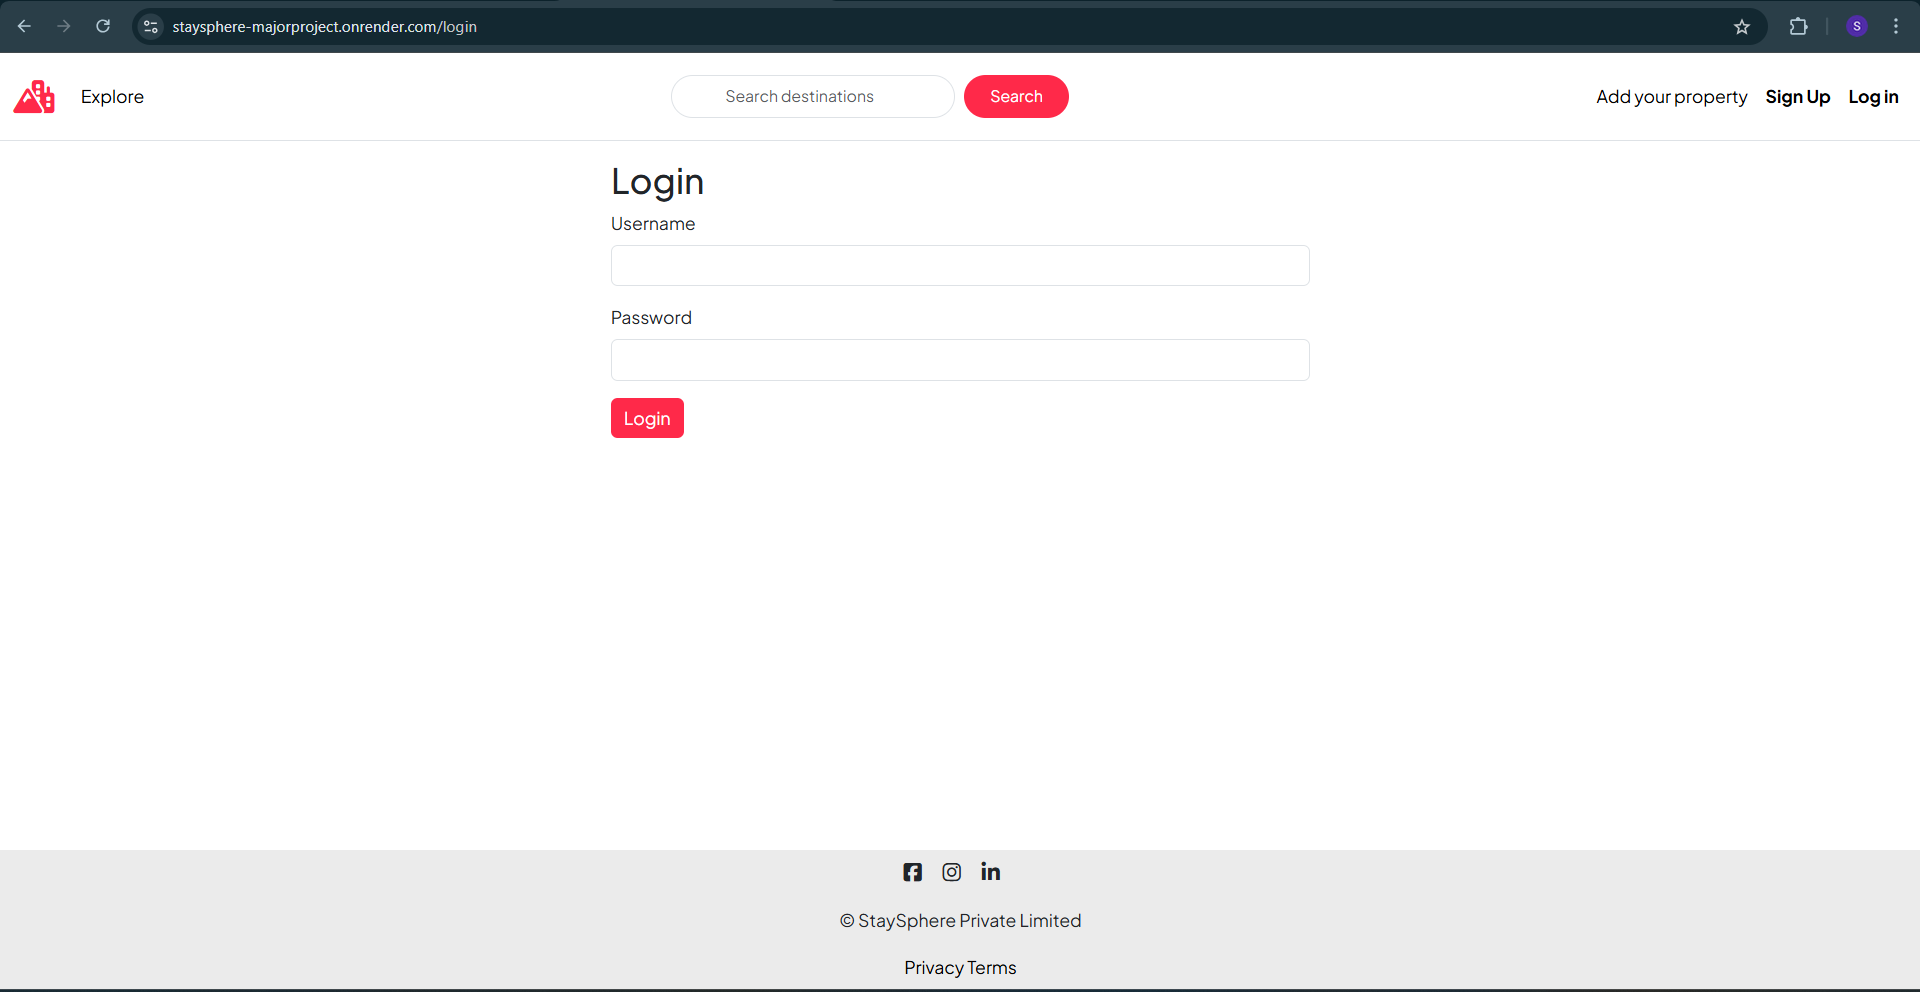 staysphere-majorproject.onrender.com/login
S
Explore
Search destinations
Search
Add your property
Sign Up
Log in
Login
Username
Password
Login
© StaySphere Private Limited
Privacy Terms